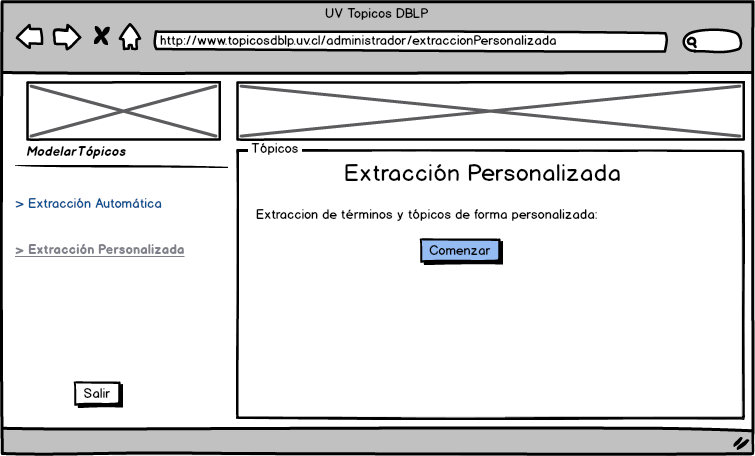 UV Topicos DBLP
http://www.topicosdblp.uv.cl/administrador/extraccionPersonalizada
ModelarTópicos
> Extracción Automática
> Extracción Personalizada
Salir
Tópicos
Extracción Personalizada
Extraccion de términos y tópicos de forma personalizada:
Comenzar